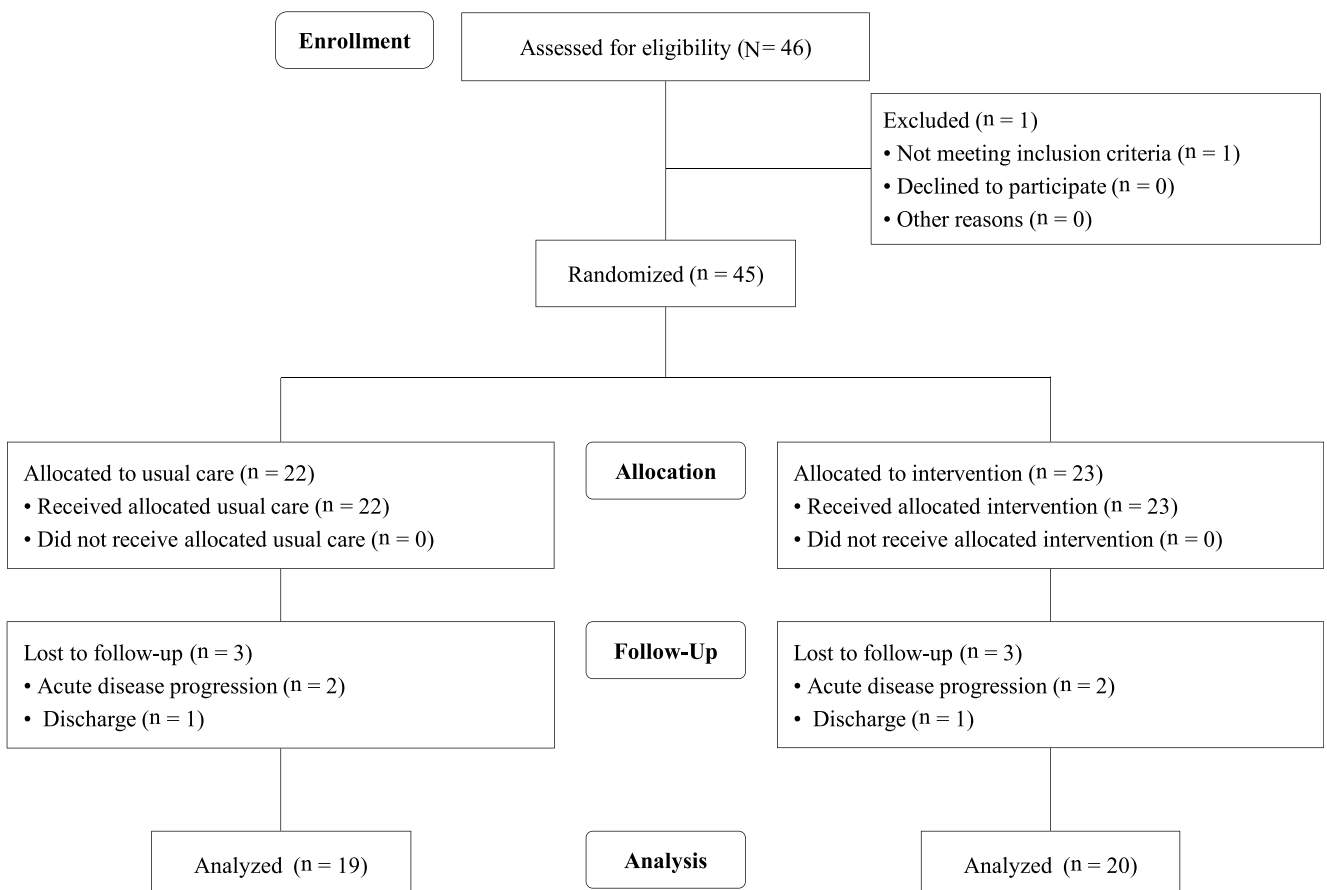 Enrollment
Assessed for eligibility (N= 46)
Excluded (n = 1)
• Not meeting inclusion criteria (n = 1)
• Declined to participate (n = 0)
• Other reasons (n = 0)
Randomized (n = 45)
Allocated to usual care (n = 22)
• Received allocated usual care (n = 22)
• Did not receive allocated usual care (n = 0)
Allocation
Allocated to intervention (n = 23)
• Received allocated intervention (n = 23)
• Did not receive allocated intervention (n = 0)
Lost to follow-up (n = 3)
• Acute disease progression (n = 2)
• Discharge (n = 1)
Follow-Up
Lost to follow-up (n = 3)
• Acute disease progression (n = 2)
• Discharge (n = 1)
Analyzed (n = 19)
Analysis
Analyzed (n = 20)